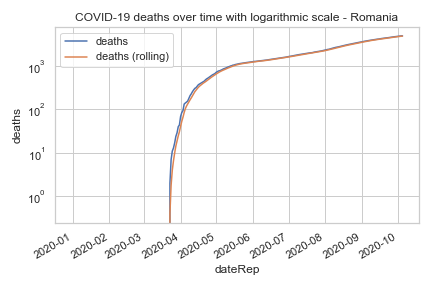 COVID-19 deaths over time with logarithmic scale - Romania
deaths
deaths (rolling)
10³
10²
10¹
10⁰
deaths
2020-01
2020-02
2020-03
2020-04
2020-05
2020-06
2020-07
2020-08
2020-09
2020-10
dateRep